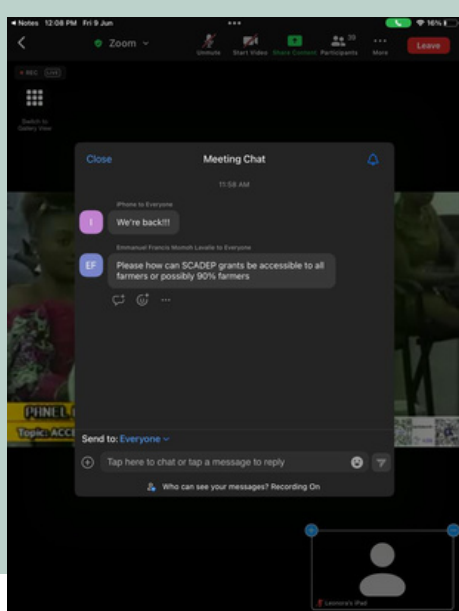 Notes 12:06 PM Fri 9 Jun
16%
Zoom
Unmute Start Video Share Content Participants More
39
Leave
REC LIVE
Switch to
Gallery View
Close Meeting Chat
11:58 AM
iPhone to Everyone
I We're back!!!
Emmanuel Francis Momoh Lavalie to Everyone
EF Please how can SCADEP grants be accessible to all
farmers or possibly 90% farmers
PANEL
Topic: ACCE
Send to: Everyone
Tap here to chat or tap a message to reply
Who can see your messages? Recording On
Leonora's iPad